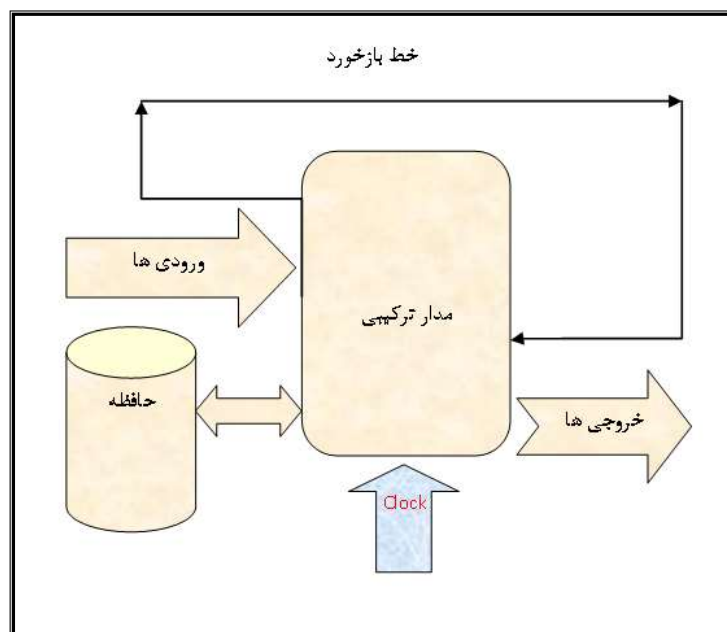 خط بازخورد
ورودی ها
مدار ترکیبی
حافظه
خروجی ها
Clock